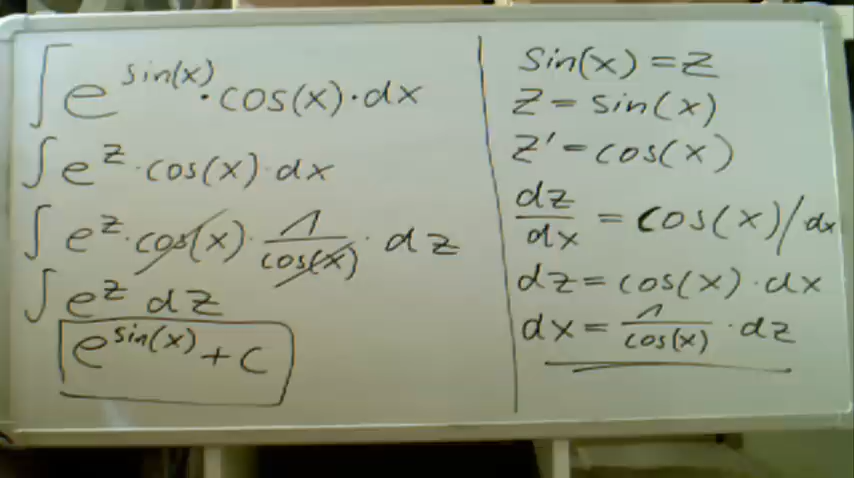 ∫ e^sin(x) · cos(x) · dx
∫ e^z · cos(x) · dx
∫ e^z · cos(x) · 1/cos(x) · dz
∫ e^z dz
e^sin(x) + C
sin(x) = z
z = sin(x)
z' = cos(x)
dz/dx = cos(x) / dx
dz = cos(x) · dx
dx = 1/cos(x) · dz